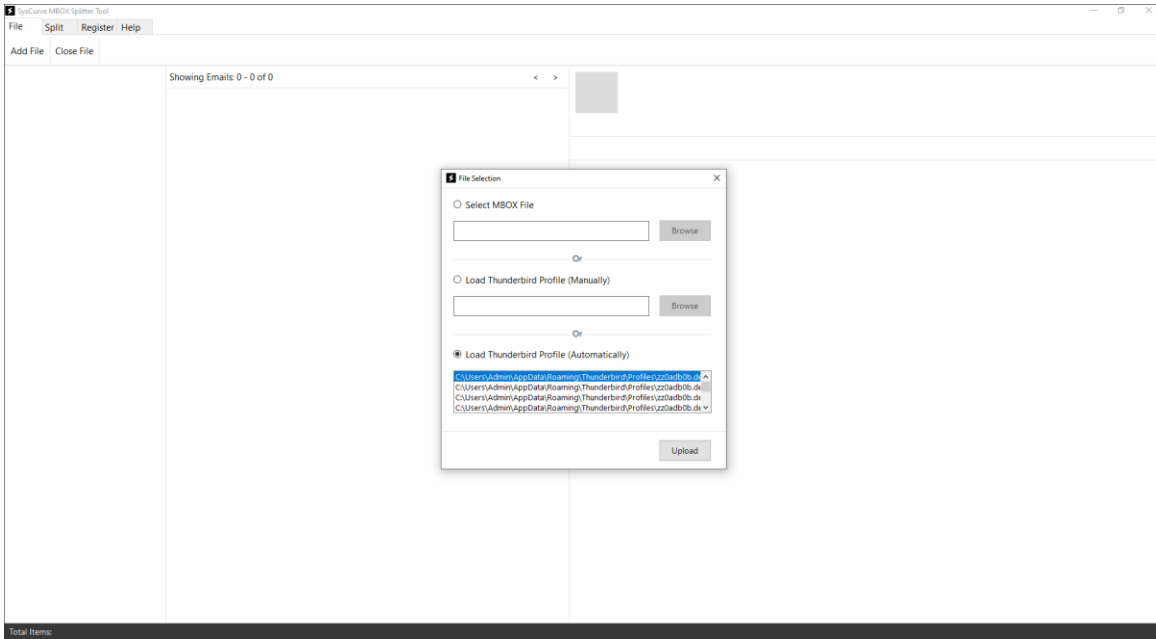 SysCurve MBOX Splitter Tool
File Split Register Help
Add File Close File
Showing Emails: 0 - 0 of 0 < >
File Selection
Select MBOX File
Browse
Or
Load Thunderbird Profile (Manually)
Browse
Or
Load Thunderbird Profile (Automatically)
C:\Users\Admin\AppData\Roaming\Thunderbird\Profiles\zz0adb0b.de
C:\Users\Admin\AppData\Roaming\Thunderbird\Profiles\zz0adb0b.de
C:\Users\Admin\AppData\Roaming\Thunderbird\Profiles\zz0adb0b.de
C:\Users\Admin\AppData\Roaming\Thunderbird\Profiles\zz0adb0b.de
Upload
Total Items: